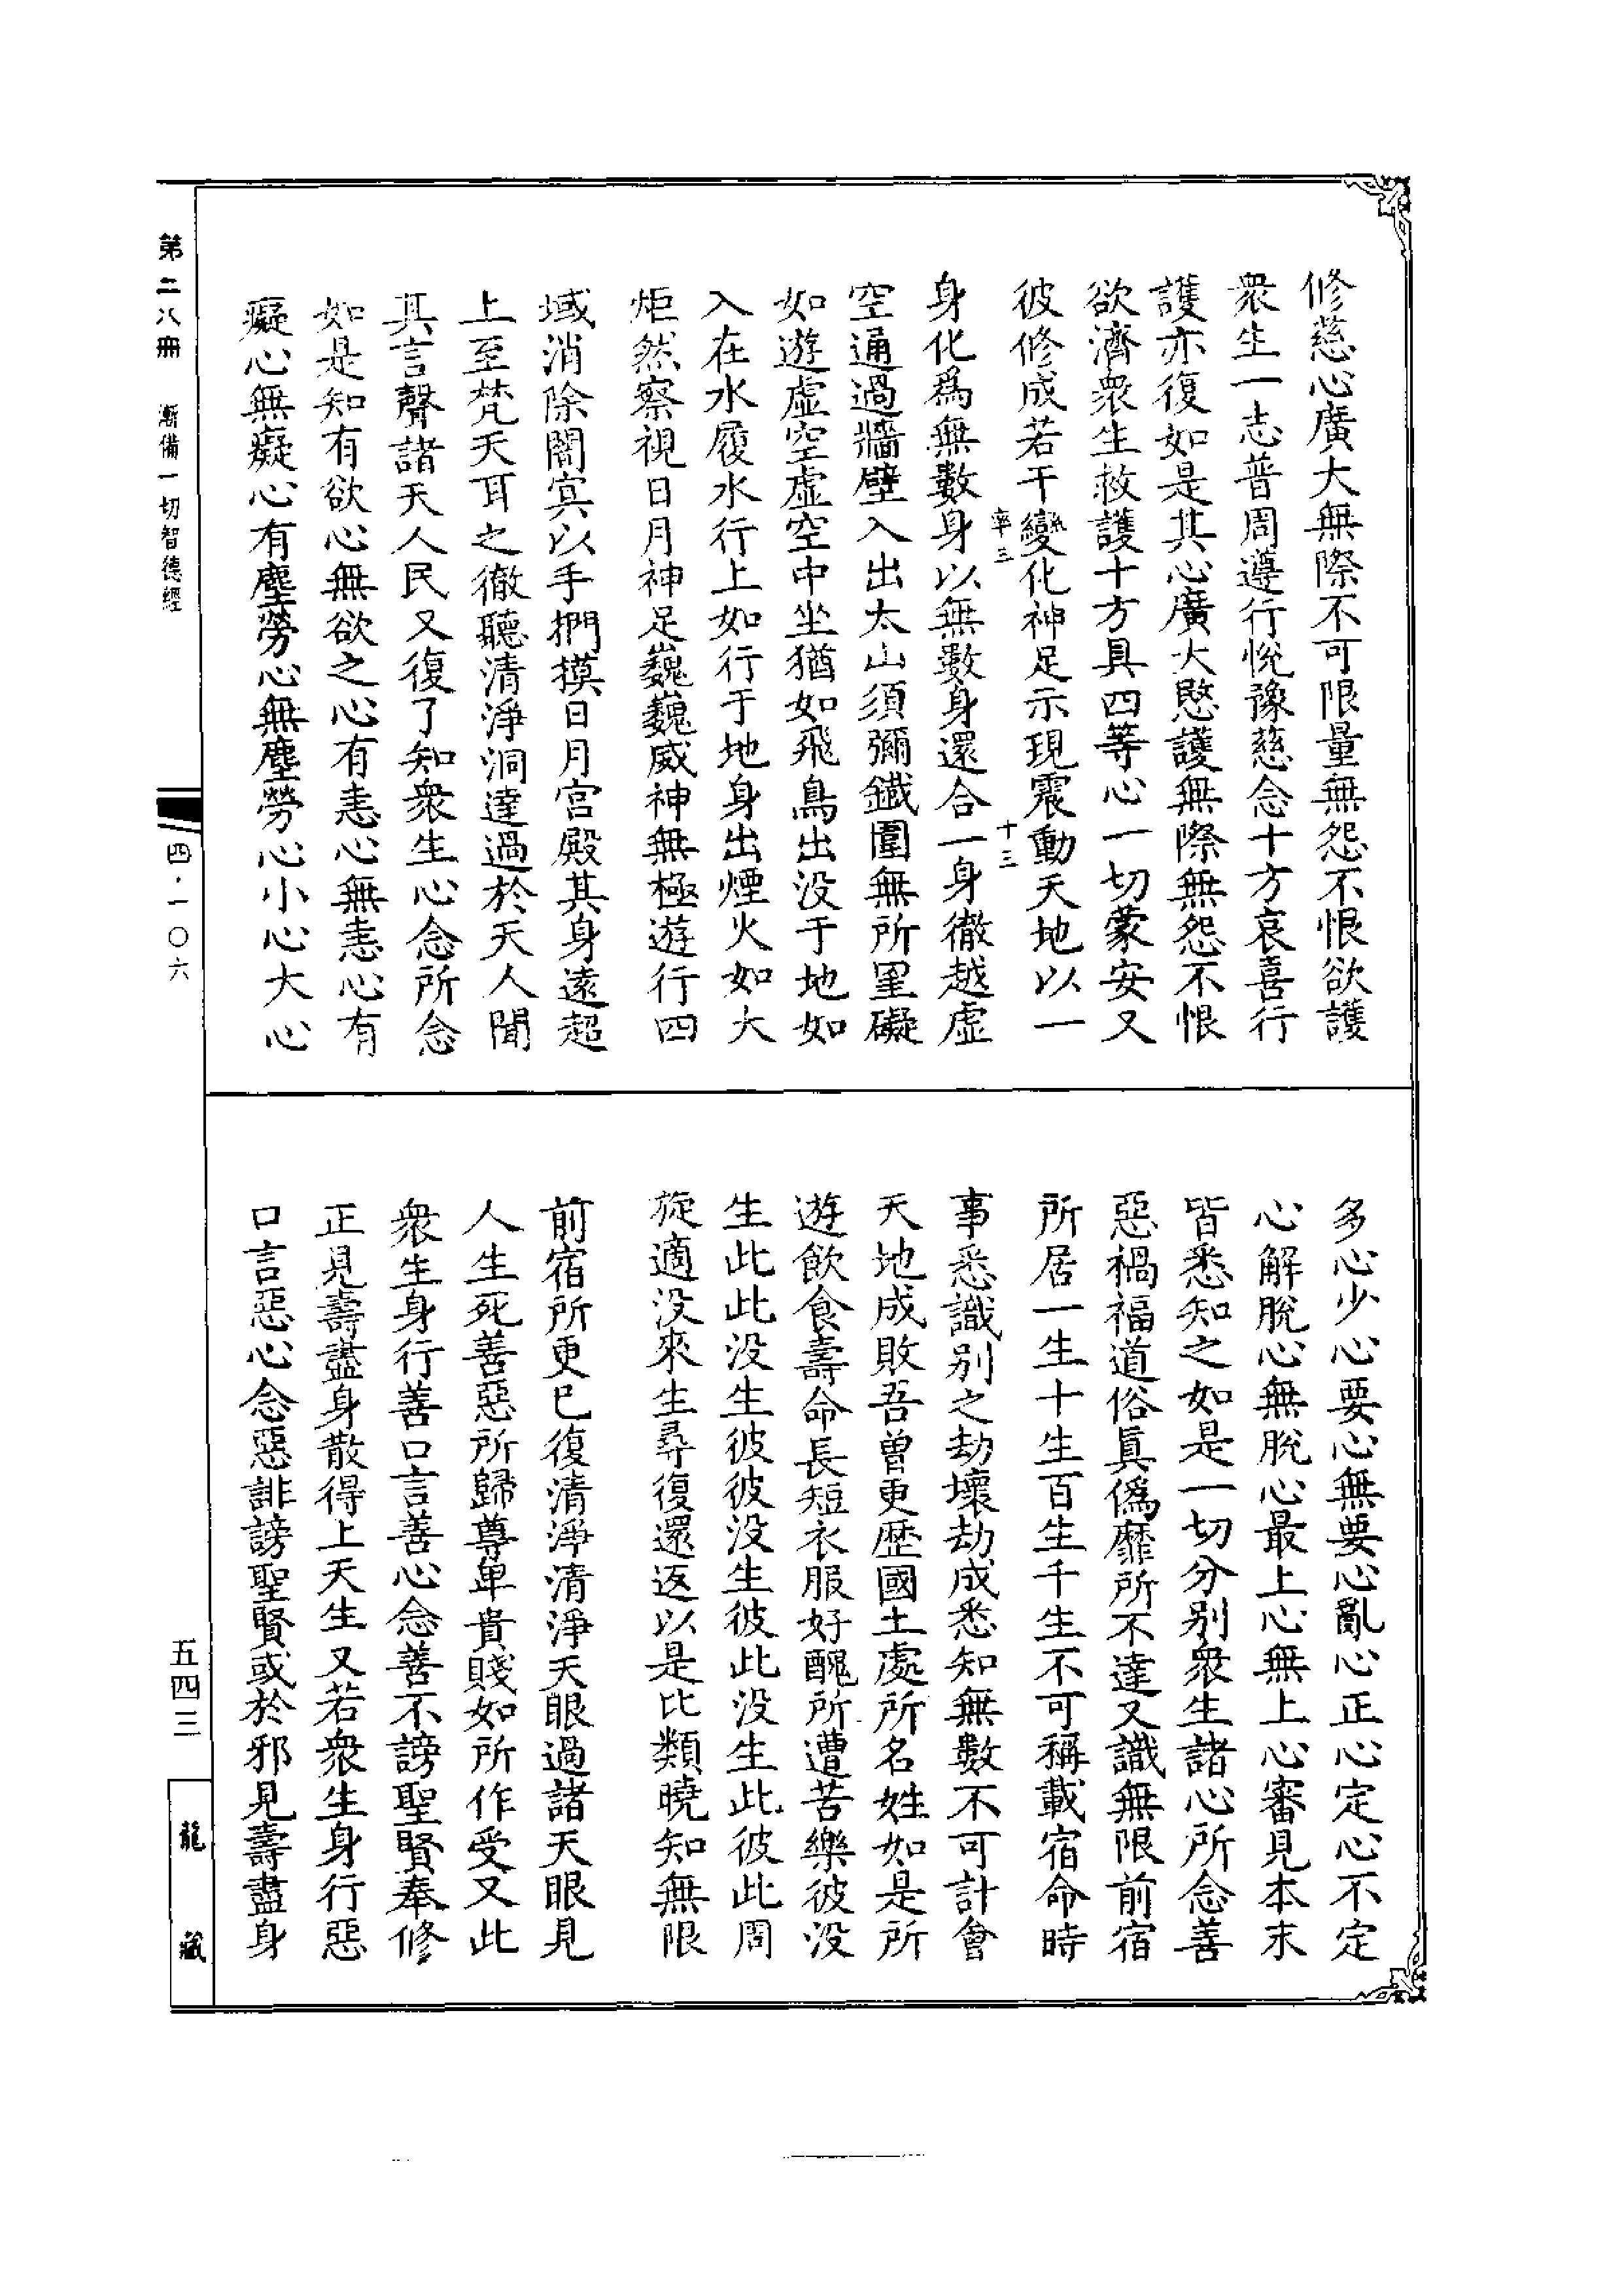 修慈心廣大無際不可限量無怨不恨欲護
衆生一志普周遵行悅豫慈念十方哀喜行
護亦復如是其心廣大愍護無際無怨不恨
欲濟衆生救護十方具四等心一切蒙安又
彼修成若干變化神足示現震動天地以一
率三
十三
身化爲無數身以無數身還合一身徹越虛
空通過牆壁入出太山須彌鐵圍無所罣礙
如遊虛空虛空中坐猶如飛鳥出没于地如
入在水履水行上如行于地身出煙火如大
炬然察視日月神足巍巍威神無極遊行四
域消除闇冥以手捫摸日月宮殿其身遠超
上至梵天耳之徹聽清淨洞達過於天人聞
其言聲諸天人民又復了知衆生心念所念
如是知有欲心無欲之心有恚心無恚心有
癡心無癡心有塵勞心無塵勞心小心大心
多心少心要心無要心亂心正心定心不定
心解脫心無脫心最上心無上心審見本末
皆悉知之如是一切分別衆生諸心所念善
惡禍福道俗眞僞靡所不達又識無限前宿
所居一生十生百生千生不可稱載宿命時
事悉識別之劫壞劫成悉知無數不可計會
天地成敗吾曾更歷國土處所名姓如是所
遊飲食壽命長短衣服好醜所遭苦樂彼没
生此此没生彼彼没生彼此没生此彼此周
旋適没來生尋復還返以是比類曉知無限
前宿所更已復清淨清淨天眼過諸天眼見
人生死善惡所歸尊卑貴賤如所作受又此
衆生身行善口言善心念善不謗聖賢奉修
正見壽盡身散得上天生又若衆生身行惡
口言惡心念惡誹謗聖賢或於邪見壽盡身
第二八册 漸備一切智德經
四·一〇六
五四三
龍藏